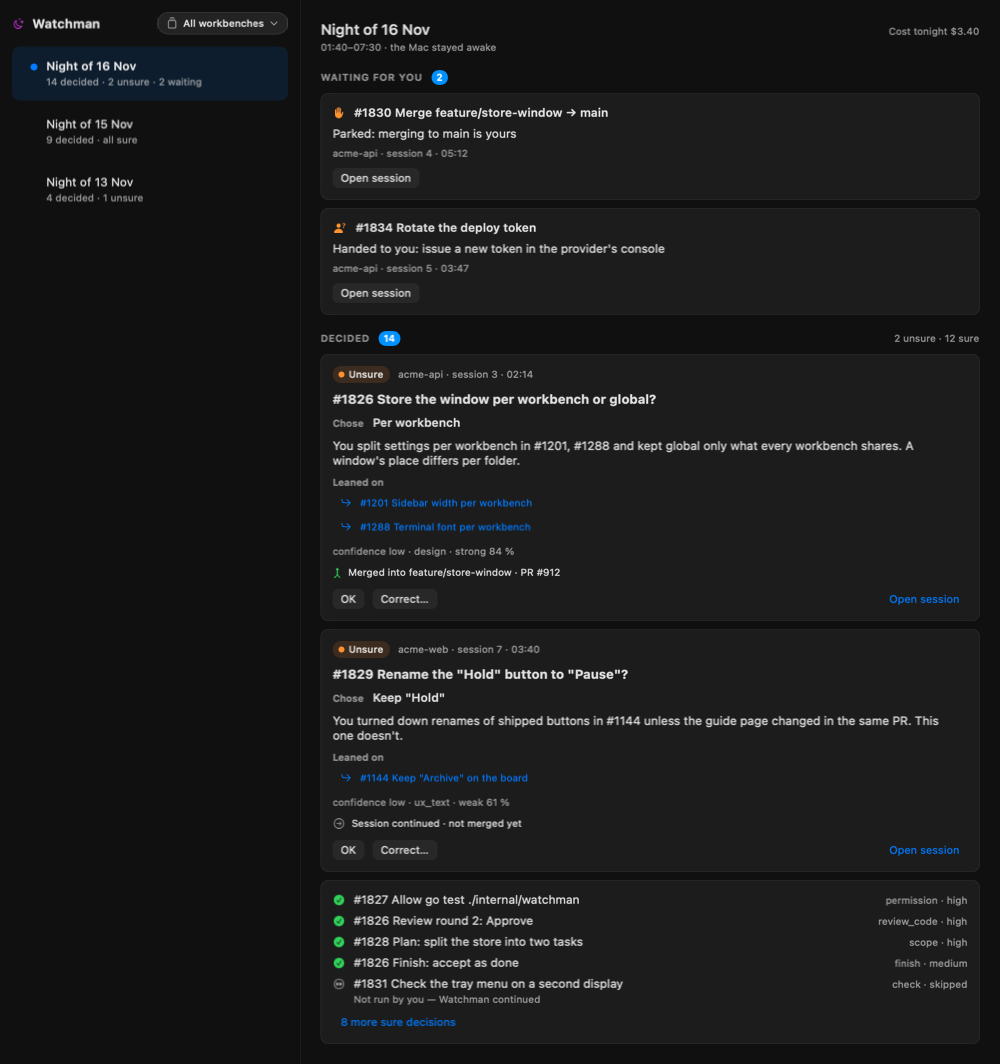 Watchman
All workbenches
Night of 16 Nov
14 decided · 2 unsure · 2 waiting
Night of 15 Nov
9 decided · all sure
Night of 13 Nov
4 decided · 1 unsure
Night of 16 Nov
01:40–07:30 · the Mac stayed awake
Cost tonight $3.40
WAITING FOR YOU 2
#1830 Merge feature/store-window → main
Parked: merging to main is yours
acme-api · session 4 · 05:12
Open session
#1834 Rotate the deploy token
Handed to you: issue a new token in the provider's console
acme-api · session 5 · 03:47
Open session
DECIDED 14
2 unsure · 12 sure
Unsure acme-api · session 3 · 02:14
#1826 Store the window per workbench or global?
Chose Per workbench
You split settings per workbench in #1201, #1288 and kept global only what every workbench shares. A
window's place differs per folder.
Leaned on
#1201 Sidebar width per workbench
#1288 Terminal font per workbench
confidence low · design · strong 84 %
Merged into feature/store-window · PR #912
OK Correct... Open session
Unsure acme-web · session 7 · 03:40
#1829 Rename the "Hold" button to "Pause"?
Chose Keep "Hold"
You turned down renames of shipped buttons in #1144 unless the guide page changed in the same PR. This
one doesn't.
Leaned on
#1144 Keep "Archive" on the board
confidence low · ux_text · weak 61 %
Session continued · not merged yet
OK Correct... Open session
#1827 Allow go test ./internal/watchman permission · high
#1826 Review round 2: Approve review_code · high
#1828 Plan: split the store into two tasks scope · high
#1826 Finish: accept as done finish · medium
#1831 Check the tray menu on a second display check · skipped
Not run by you — Watchman continued
8 more sure decisions